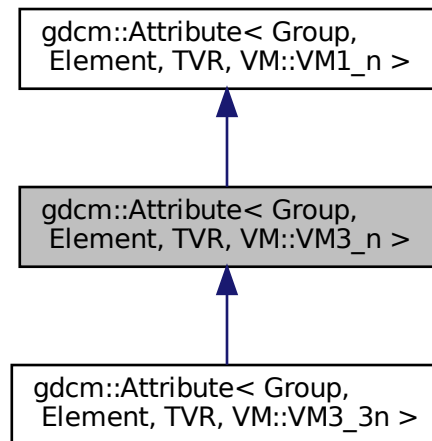 gdcm::Attribute< Group,
Element, TVR, VM::VM1_n >
gdcm::Attribute< Group,
Element, TVR, VM::VM3_n >
gdcm::Attribute< Group,
Element, TVR, VM::VM3_3n >